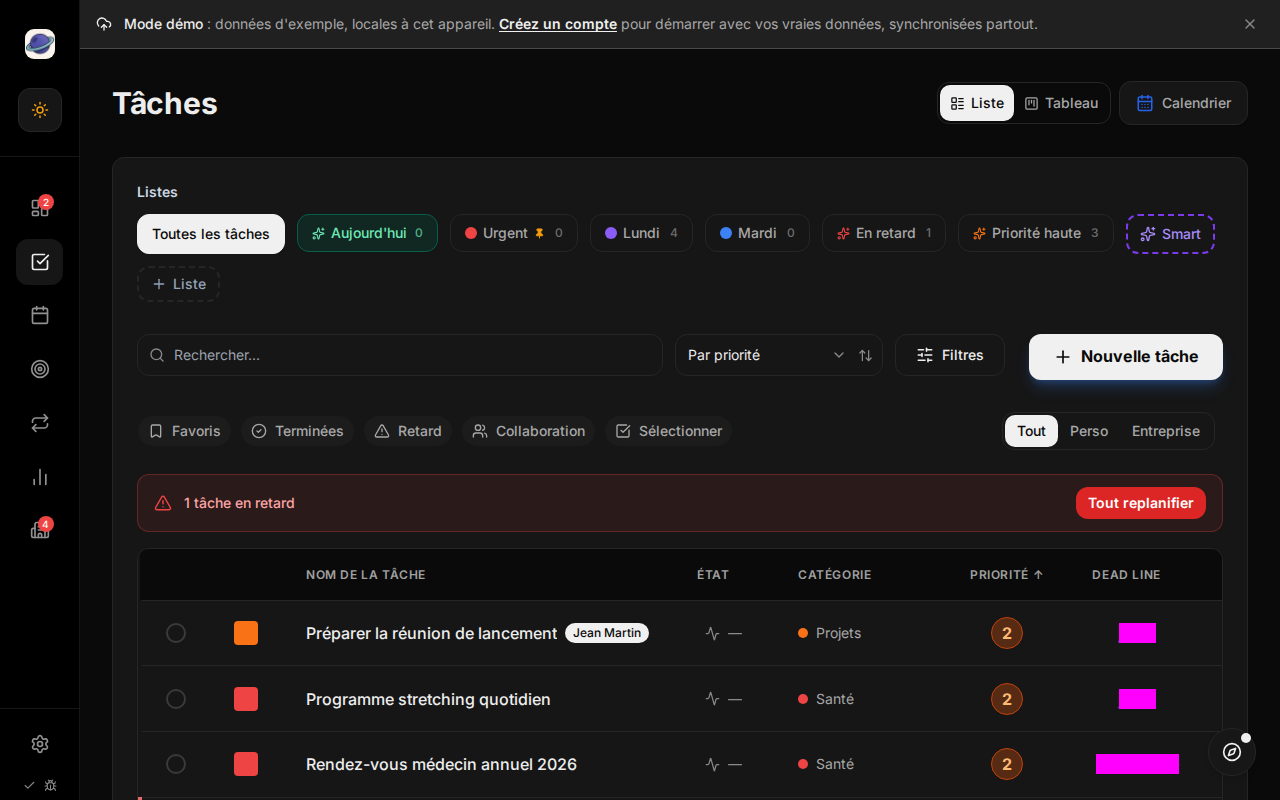 Mode démo : données d'exemple, locales à cet appareil. Créez un compte pour démarrer avec vos vraies données, synchronisées partout.
Tâches
Liste
Tableau
Calendrier
2
4
Listes
Toutes les tâches
Aujourd'hui 0
Urgent 0
Lundi 4
Mardi 0
En retard 1
Priorité haute 3
Smart
Liste
Rechercher...
Par priorité
Filtres
Nouvelle tâche
Favoris
Terminées
Retard
Collaboration
Sélectionner
Tout
Perso
Entreprise
1 tâche en retard
Tout replanifier
NOM DE LA TÂCHE ÉTAT CATÉGORIE PRIORITÉ ↑ DEAD LINE
Préparer la réunion de lancement Jean Martin — Projets 2
Programme stretching quotidien — Santé 2
Rendez-vous médecin annuel 2026 — Santé 2